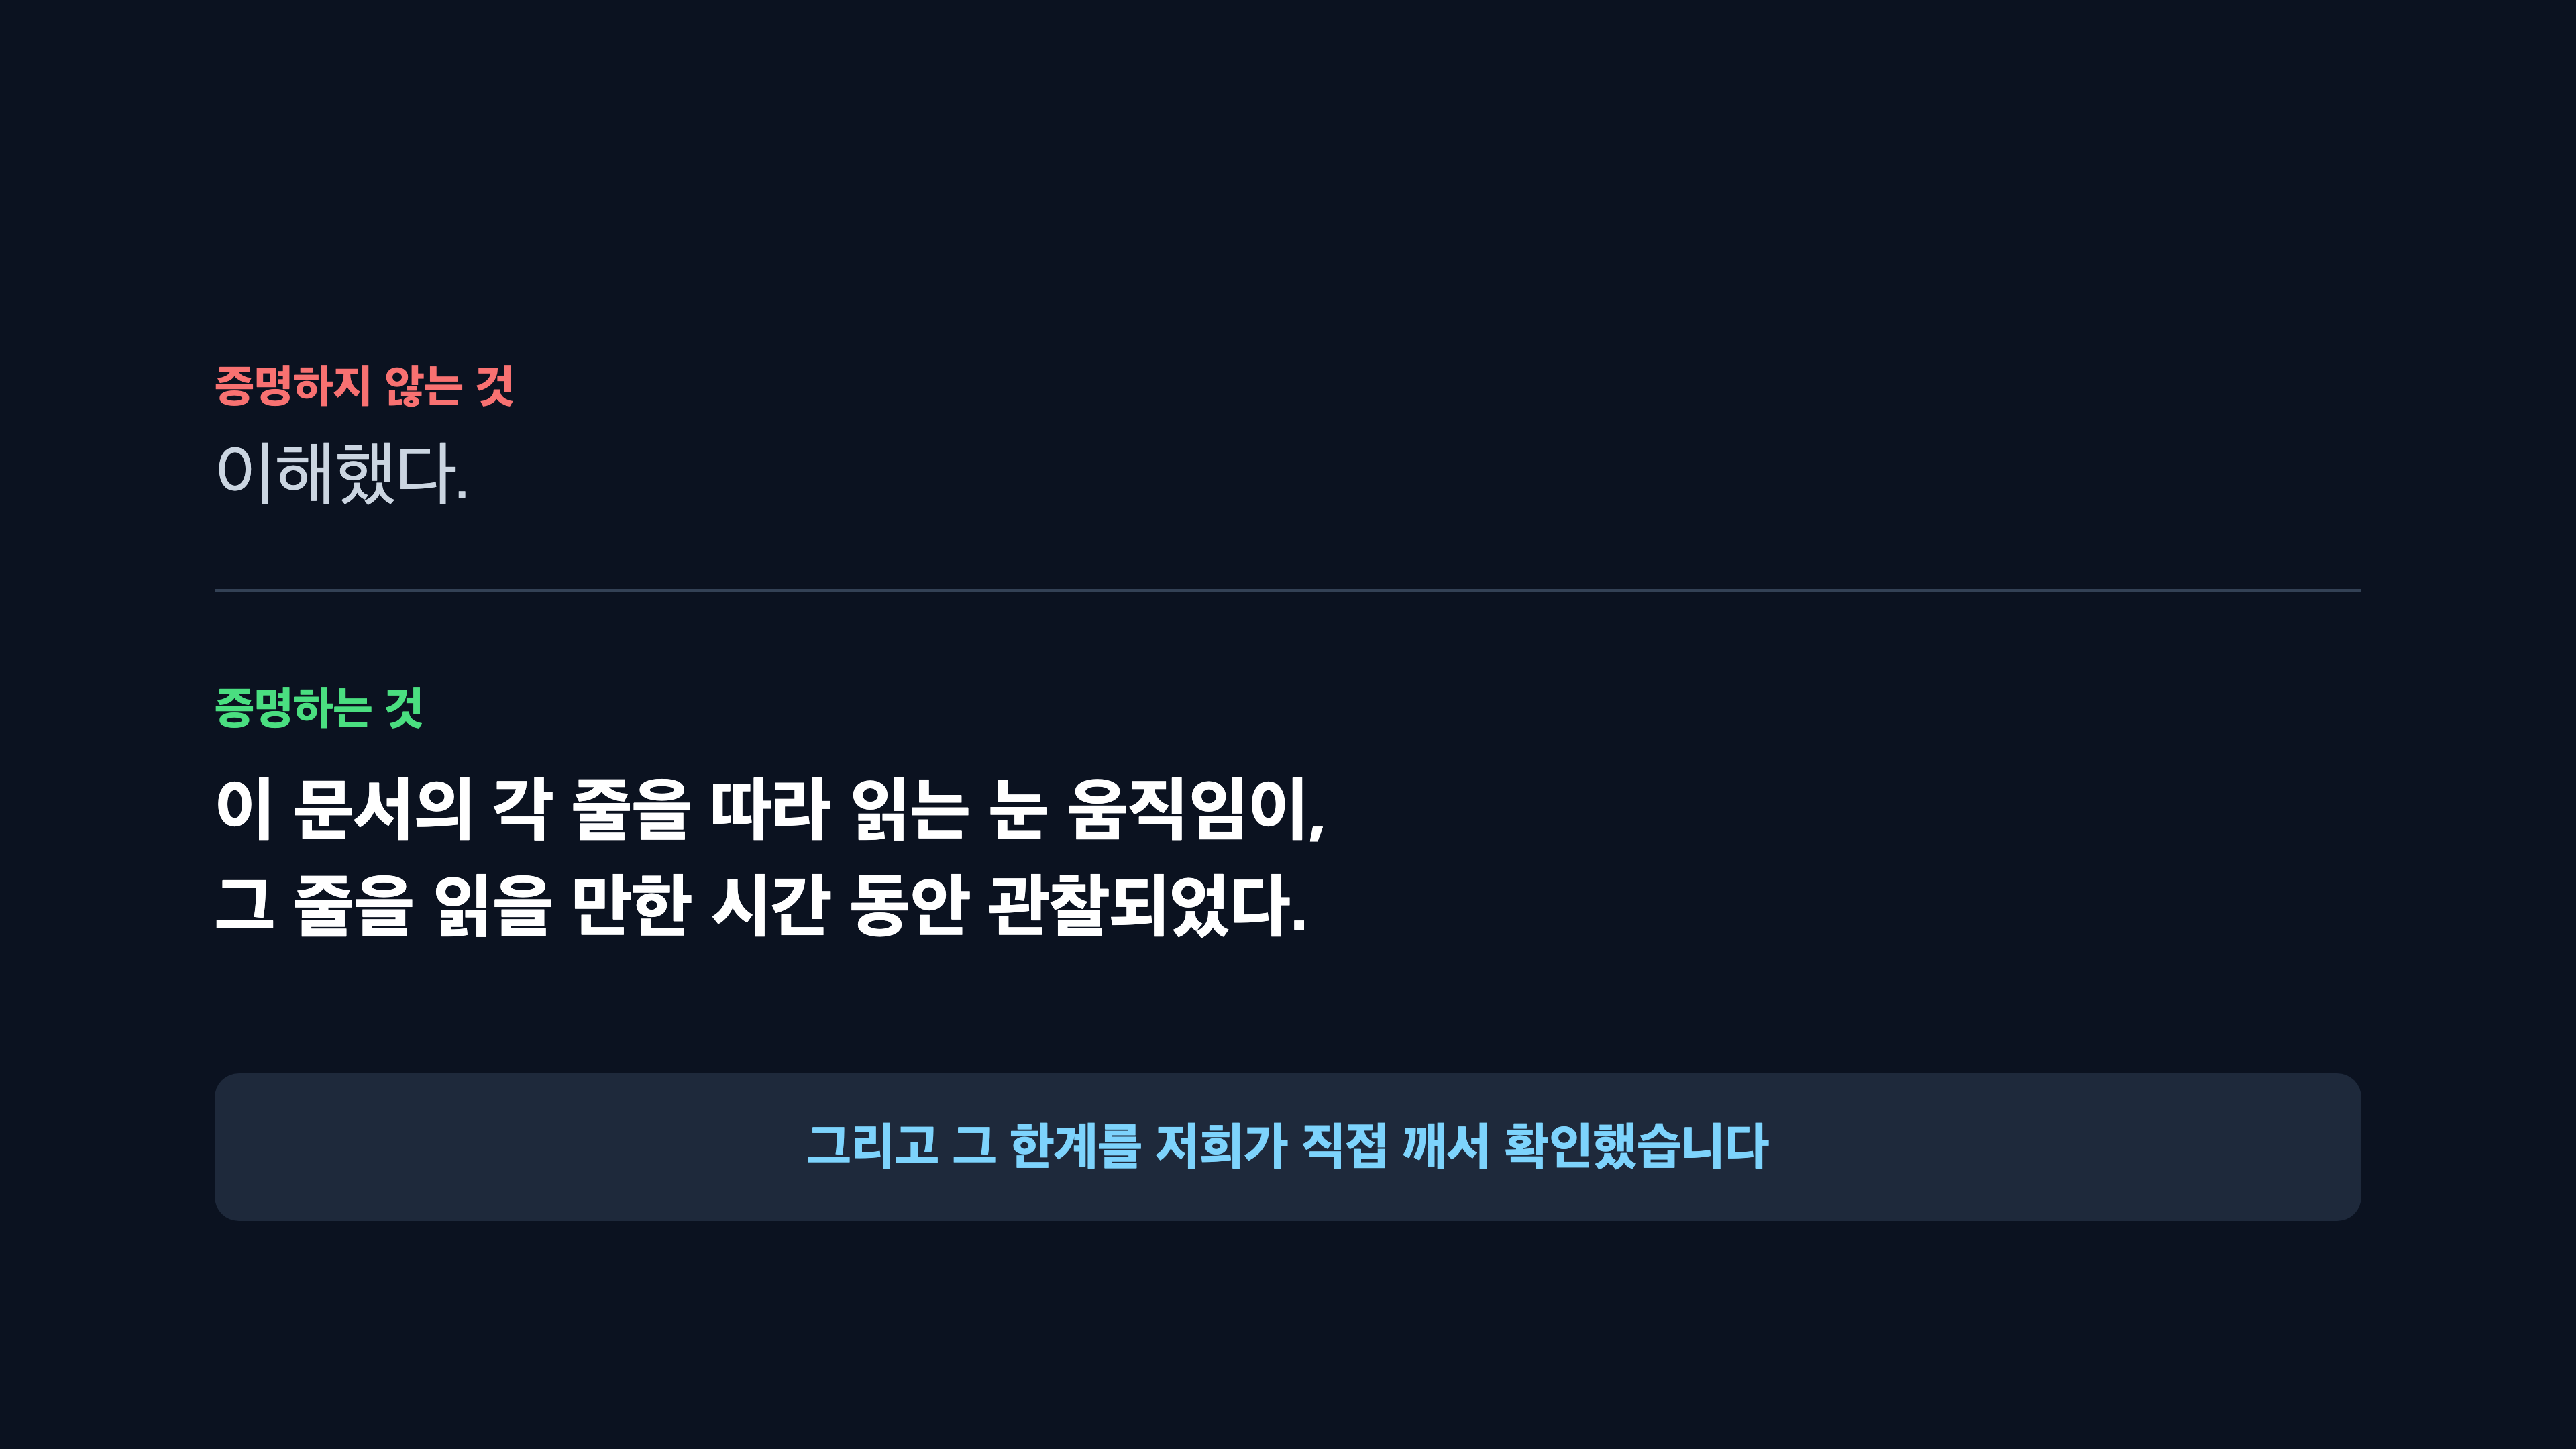 증명하지 않는 것
이해했다.
증명하는 것
이 문서의 각 줄을 따라 읽는 눈 움직임이,
그 줄을 읽을 만한 시간 동안 관찰되었다.
그리고 그 한계를 저희가 직접 깨서 확인했습니다